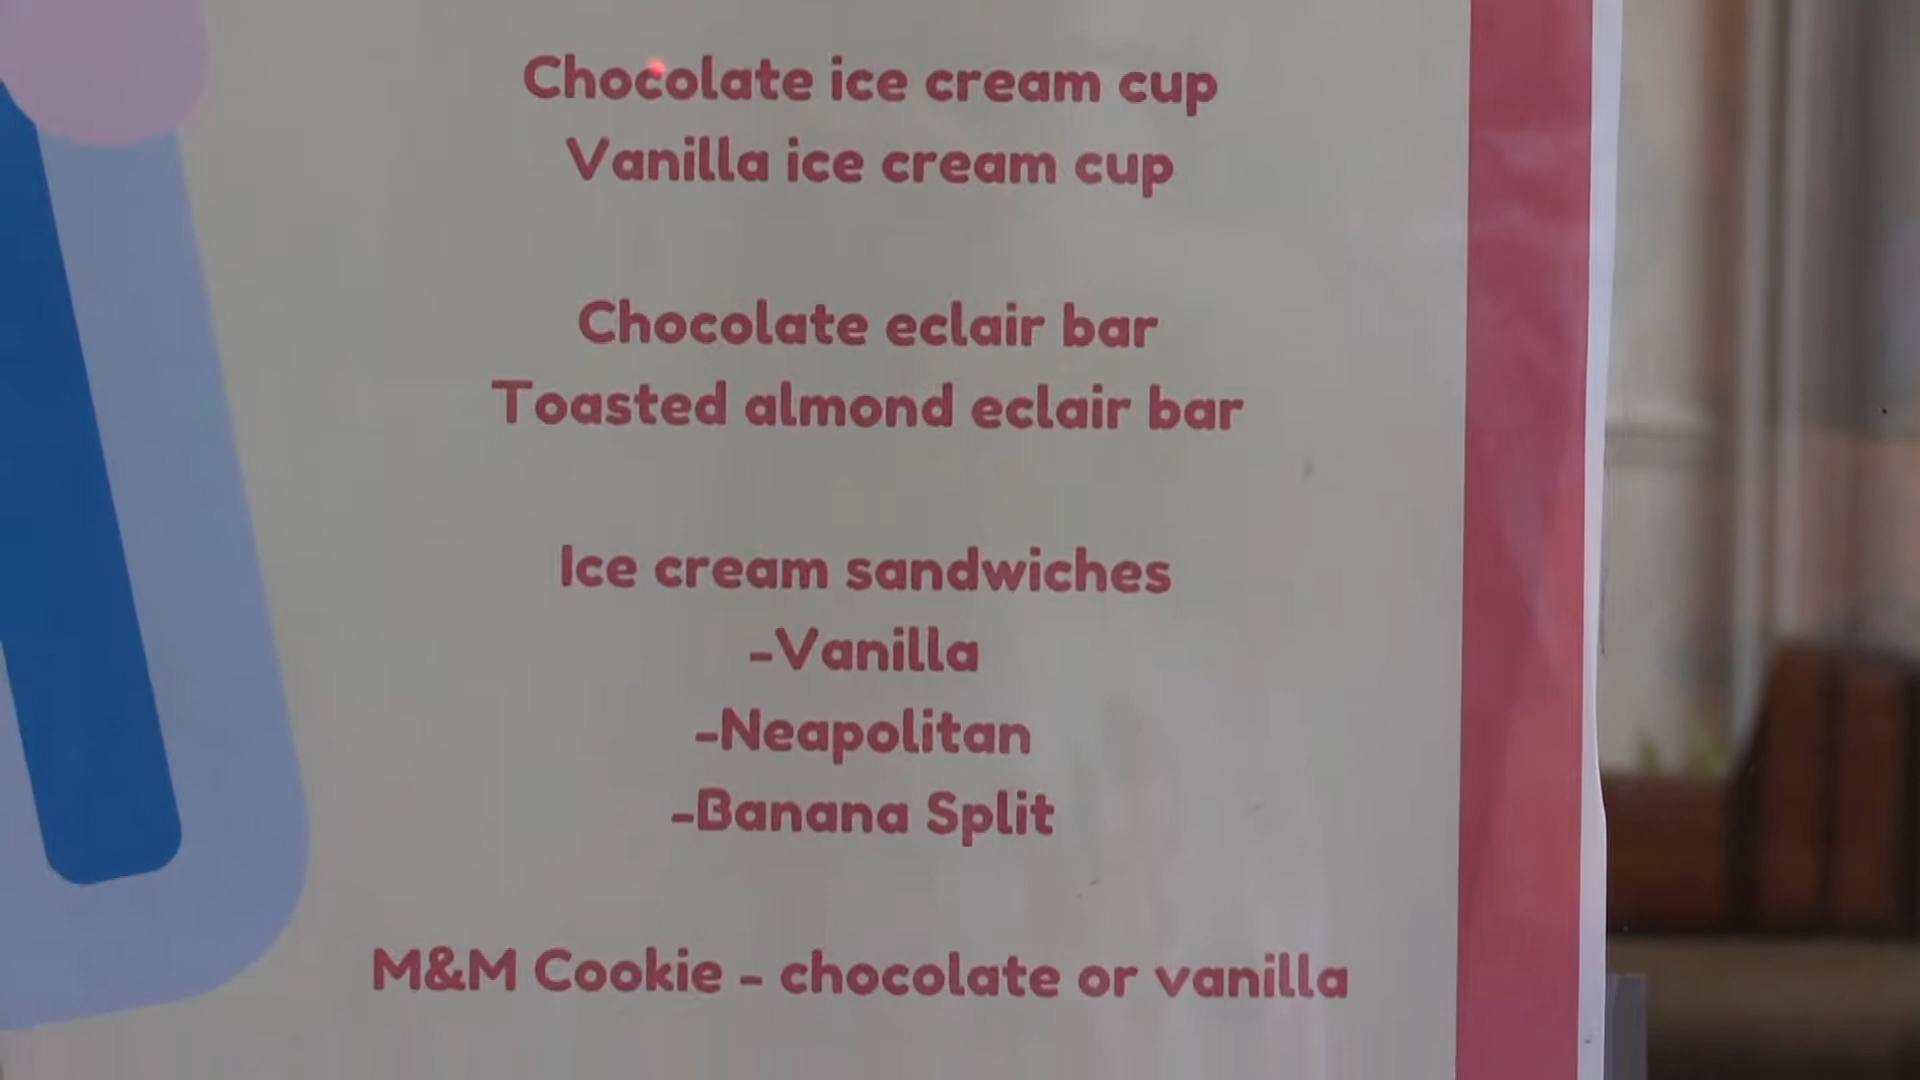 Chocolate ice cream cup
Vanilla ice cream cup
Chocolate eclair bar
Toasted almond eclair bar
Ice cream sandwiches
-Vanilla
-Neapolitan
-Banana Split
M&M Cookie - chocolate or vanilla